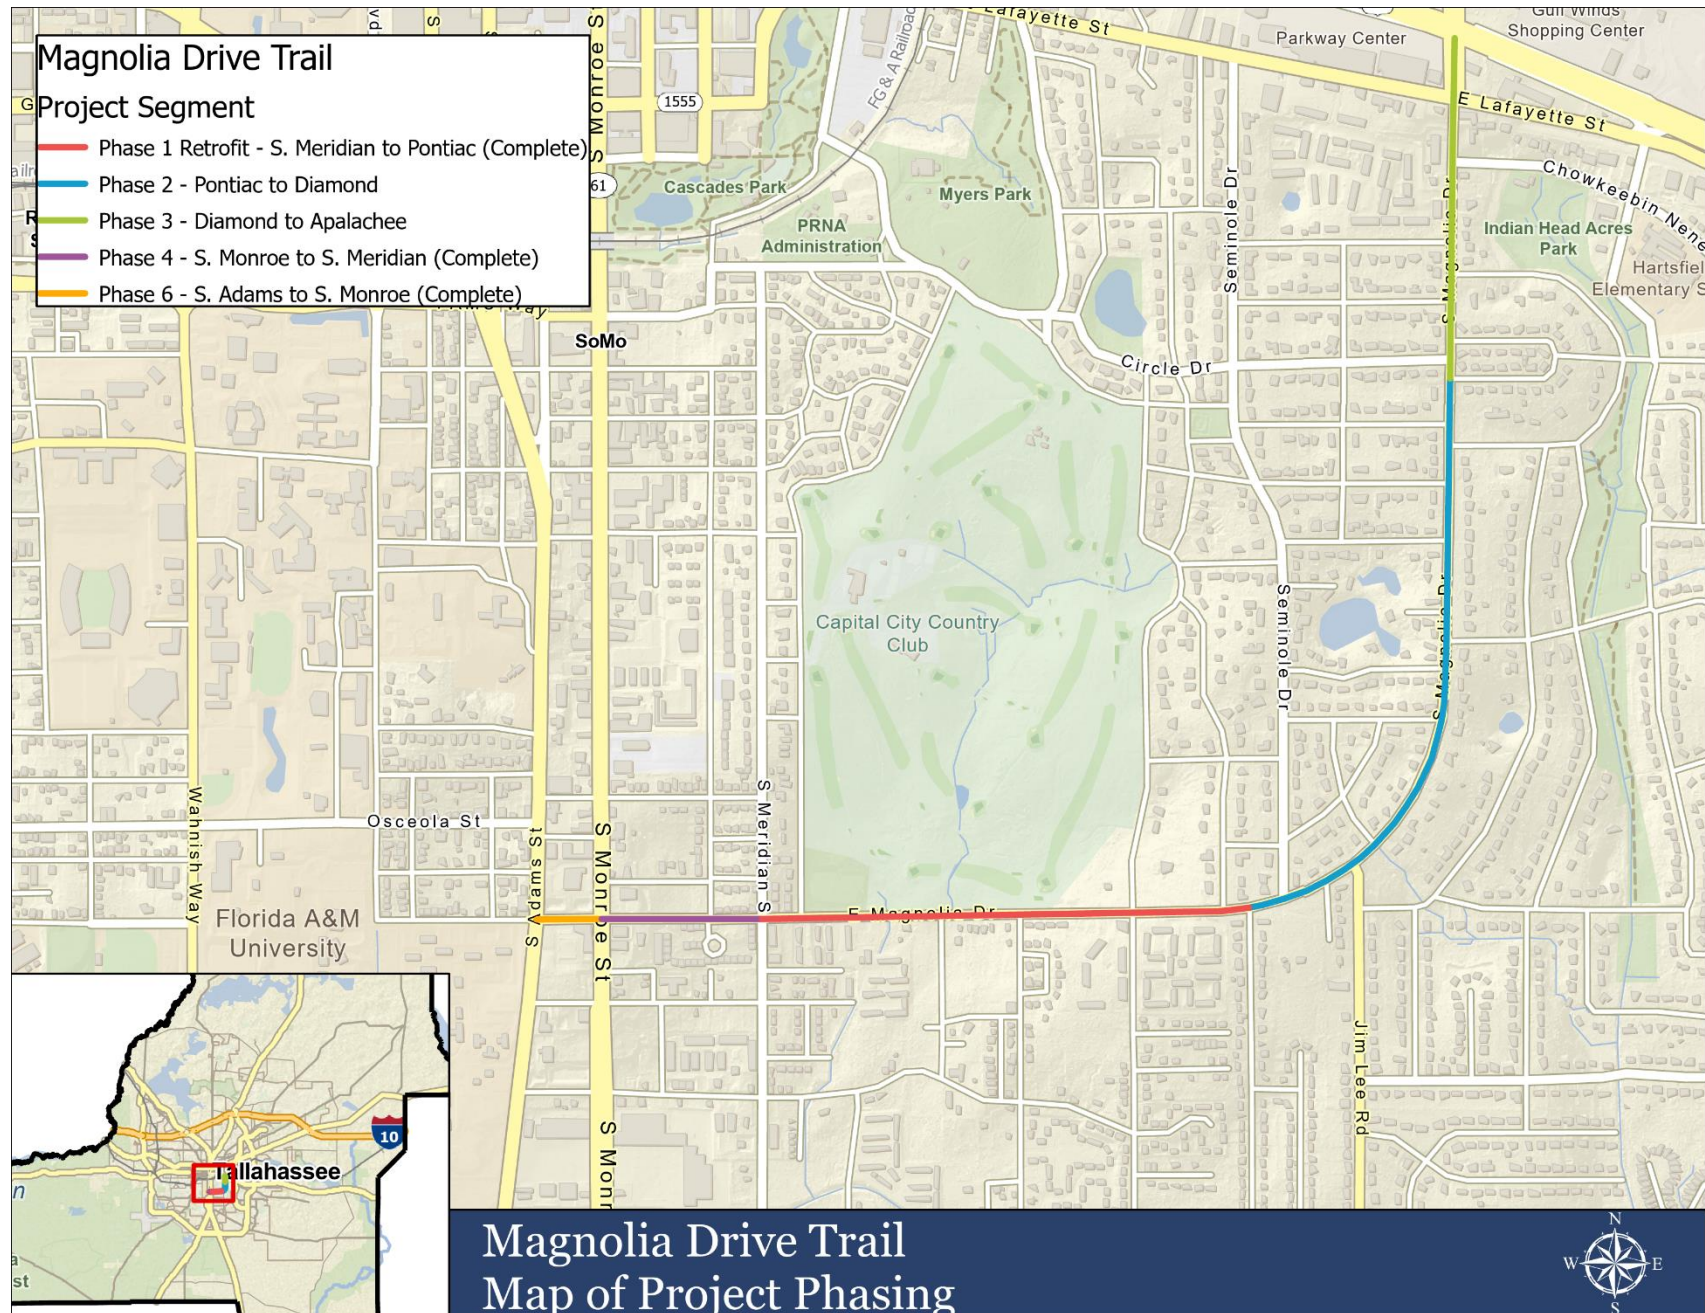 Magnolia Drive Trail
Project Segment
Phase 1 Retrofit - S. Meridian to Pontiac (Complete)
Phase 2 - Pontiac to Diamond
Phase 3 - Diamond to Apalachee
Phase 4 - S. Monroe to S. Meridian (Complete)
Phase 6 - S. Adams to S. Monroe (Complete)
S Monroe S
1555
61
FG & A Railroad
Lafayette St
Parkway Center
Gulf Winds
Shopping Center
E Lafayette St
Cascades Park
PRNA
Administration
Myers Park
Seminole Dr
S Magnolia Dr
Chowkeebin Nene
Indian Head Acres
Park
Hartsfiel
Elementary S
Way
SoMo
Circle Dr
Capital City Country
Club
Seminole Dr
S Magnolia Dr
Wahnish Way
Osceola St
S Adams St
S Monroe St
S Meridian S
E Magnolia Dr
Florida A&M
University
Jim Lee Rd
S Monr
10
Tallahassee
n
a
st
Magnolia Drive Trail
Map of Project Phasing
N
W
E
S